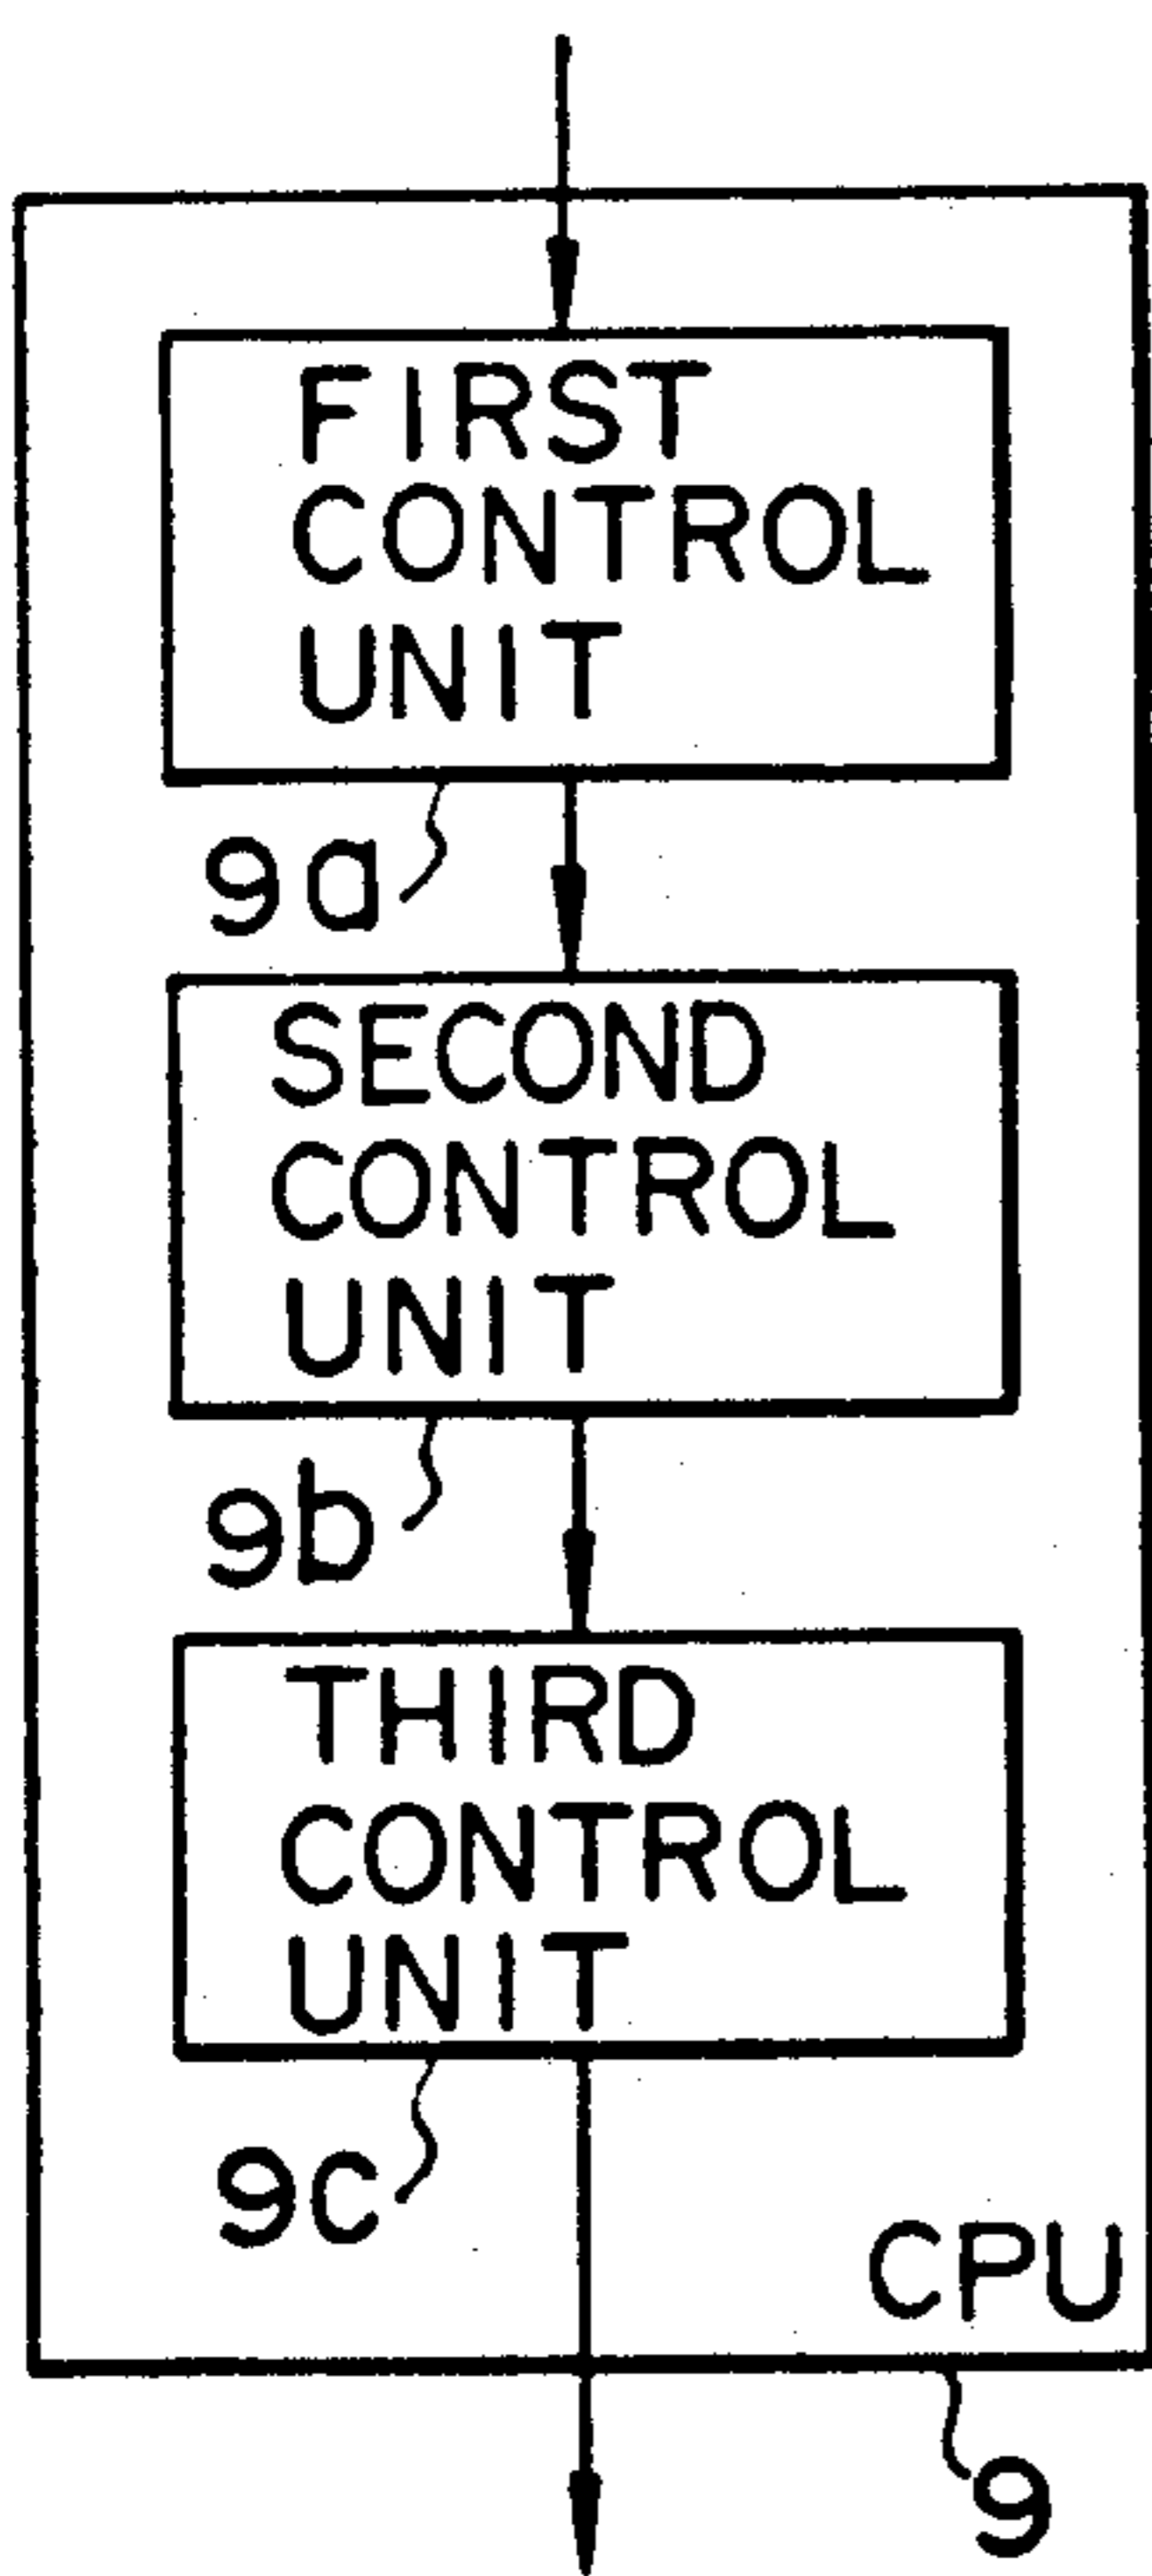 FIRST
CONTROL
UNIT
9a
SECOND
CONTROL
UNIT
9b
THIRD
CONTROL
UNIT
9c
CPU
9